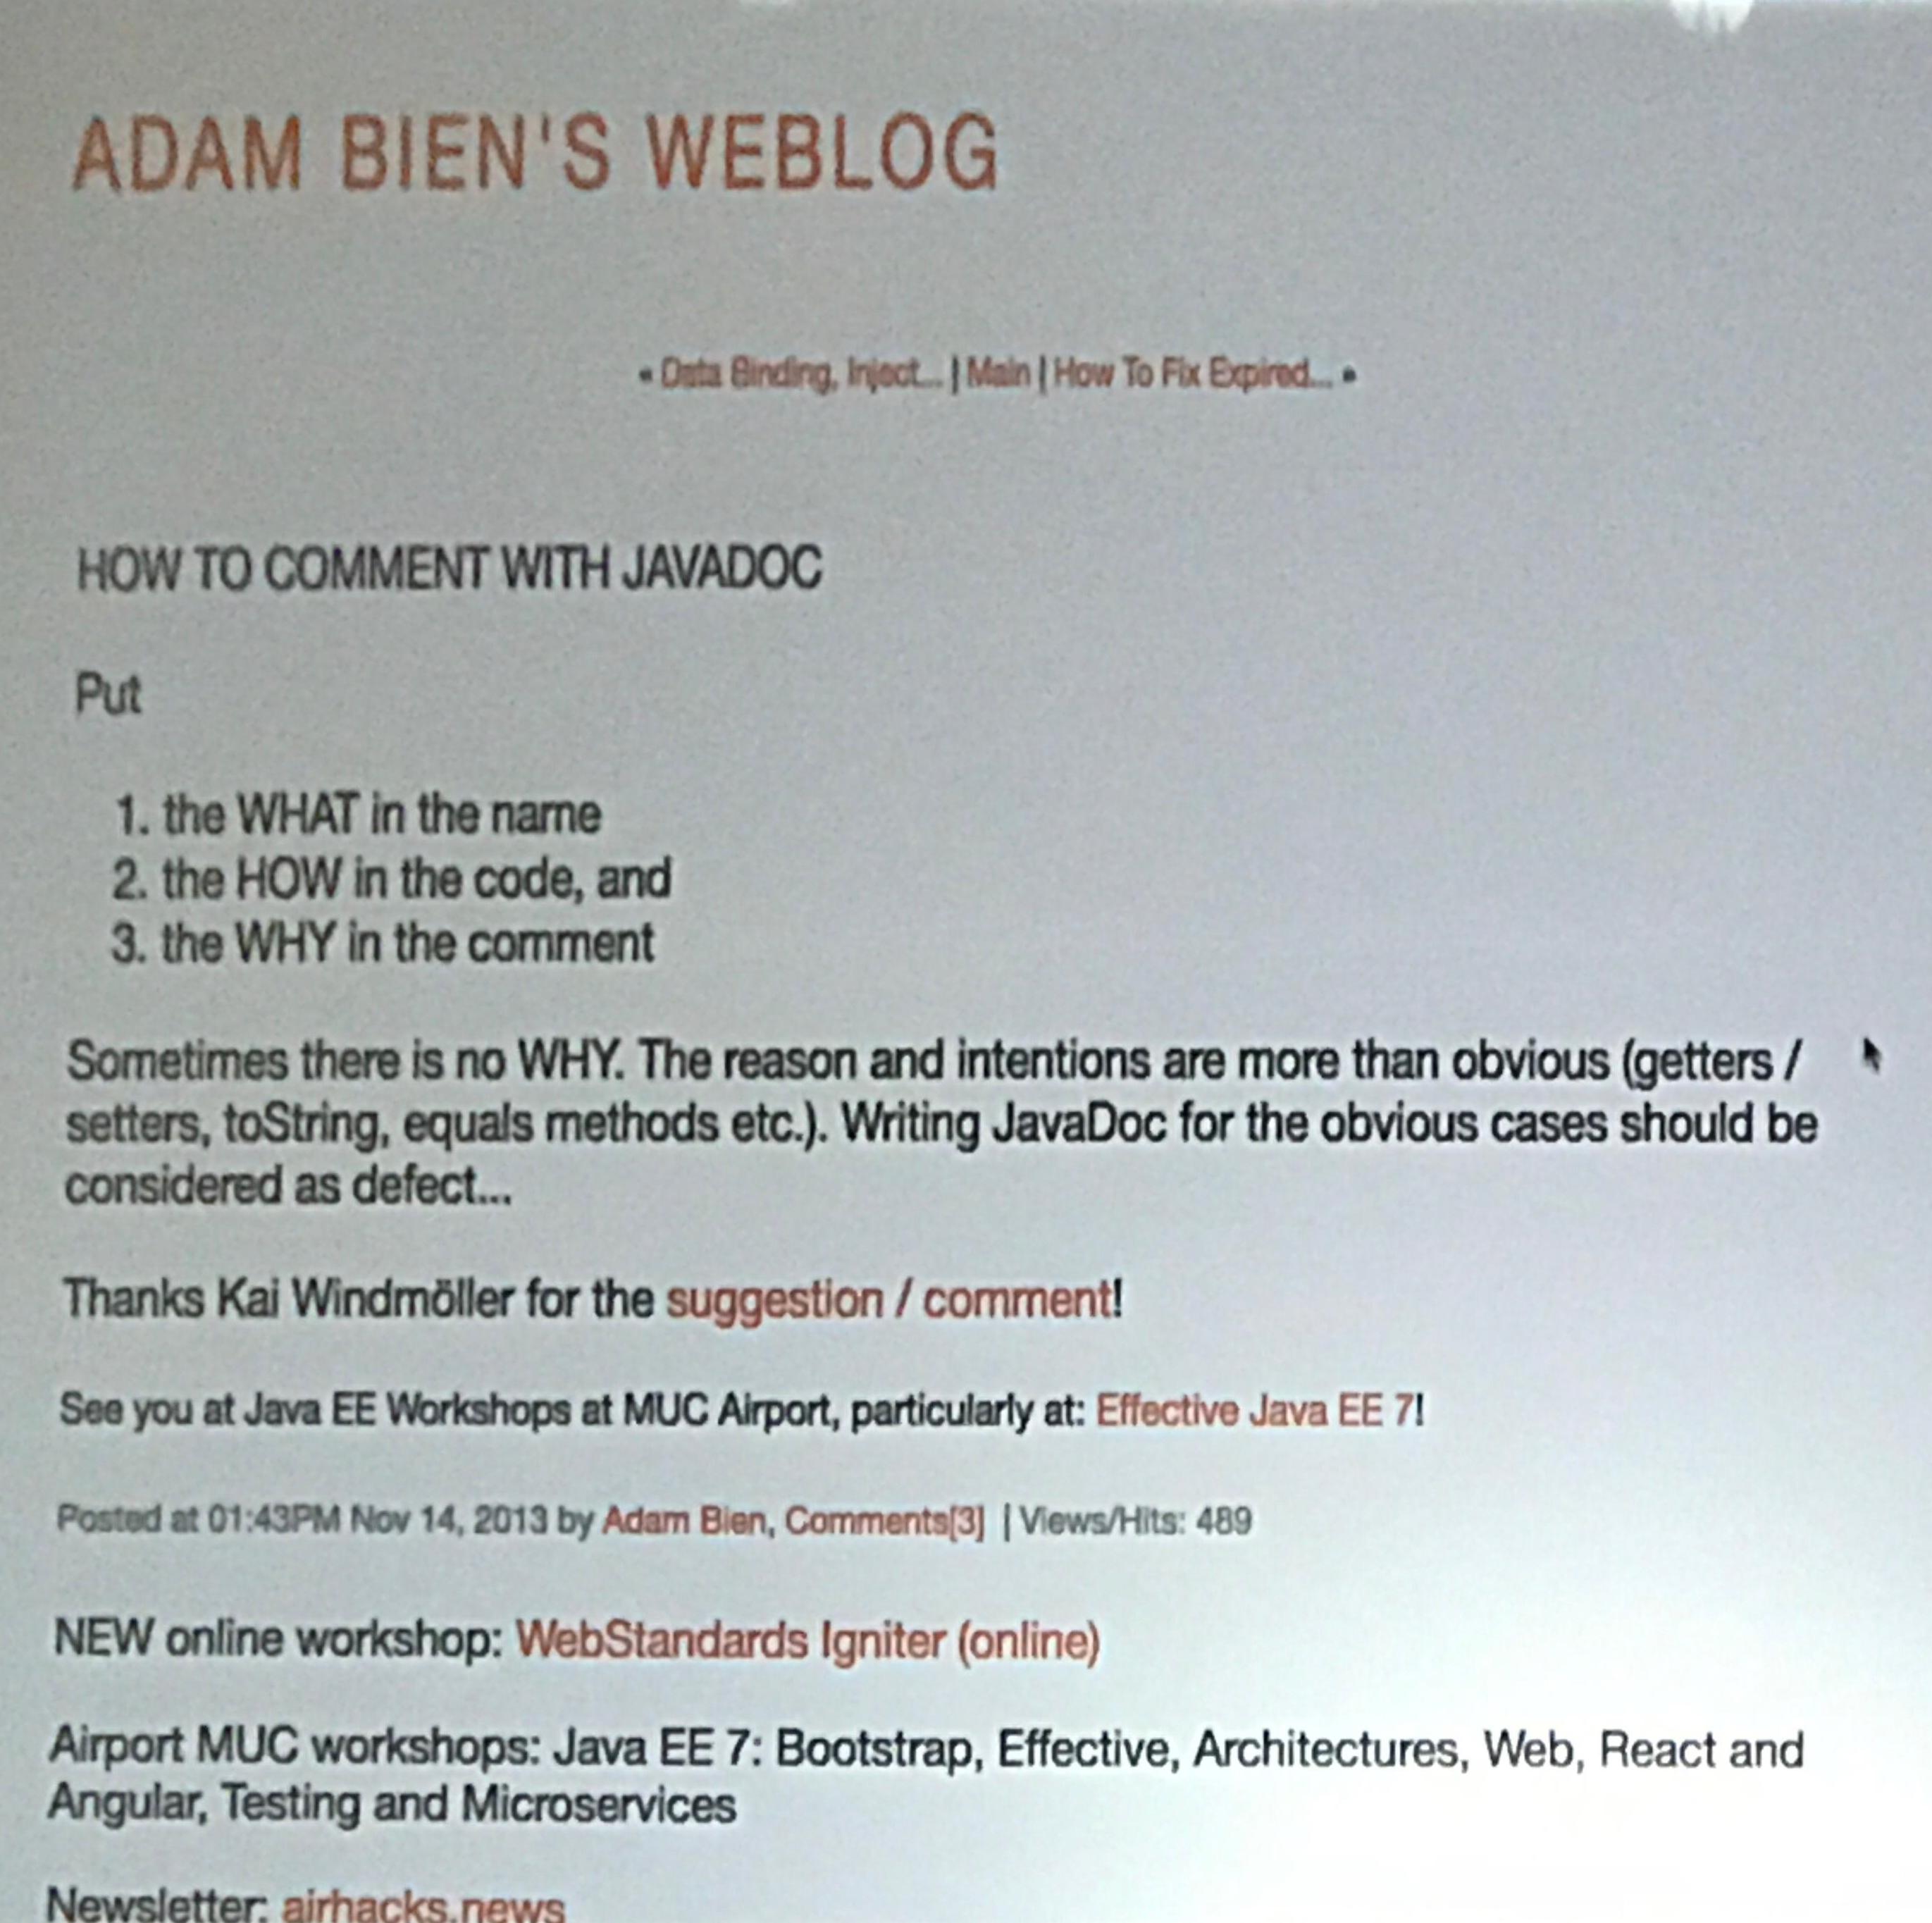 ADAM BIEN'S WEBLOG
« Data Binding, Inject... | Main | How To Fix Expired... »
HOW TO COMMENT WITH JAVADOC
Put
1. the WHAT in the name
2. the HOW in the code, and
3. the WHY in the comment
Sometimes there is no WHY. The reason and intentions are more than obvious (getters /
setters, toString, equals methods etc.). Writing JavaDoc for the obvious cases should be
considered as defect...
Thanks Kai Windmöller for the suggestion / comment!
See you at Java EE Workshops at MUC Airport, particularly at: Effective Java EE 7!
Posted at 01:43PM Nov 14, 2013 by Adam Bien, Comments[3] | Views/Hits: 489
NEW online workshop: WebStandards Igniter (online)
Airport MUC workshops: Java EE 7: Bootstrap, Effective, Architectures, Web, React and
Angular, Testing and Microservices
Newsletter: airhacks.news